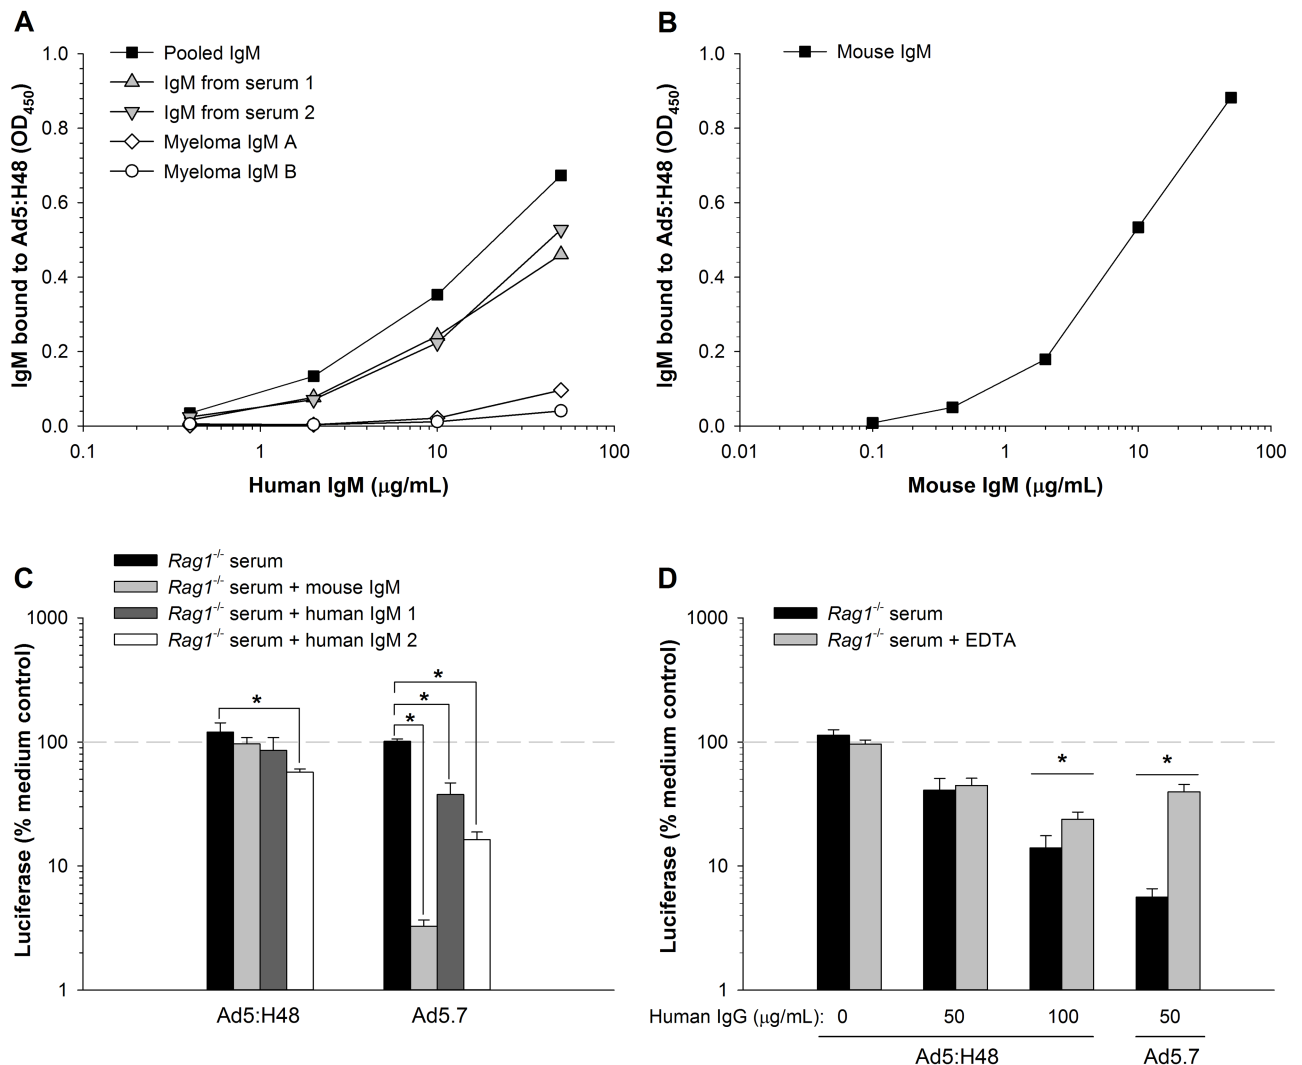 A
Pooled IgM
IgM from serum 1
IgM from serum 2
Myeloma IgM A
Myeloma IgM B
IgM bound to Ad5:H48 (OD450)
1.0
0.8
0.6
0.4
0.2
0.0
0.1 1 10 100
Human IgM (μg/mL)
B
Mouse IgM
IgM bound to Ad5:H48 (OD450)
1.0
0.8
0.6
0.4
0.2
0.0
0.01 0.1 1 10 100
Mouse IgM (μg/mL)
C
Rag1-/- serum
Rag1-/- serum + mouse IgM
Rag1-/- serum + human IgM 1
Rag1-/- serum + human IgM 2
Luciferase (% medium control)
1000
100
10
1
*
*
*
*
Ad5:H48 Ad5.7
D
Rag1-/- serum
Rag1-/- serum + EDTA
Luciferase (% medium control)
1000
100
10
1
* *
Human IgG (μg/mL): 0 50 100 50
Ad5:H48 Ad5.7